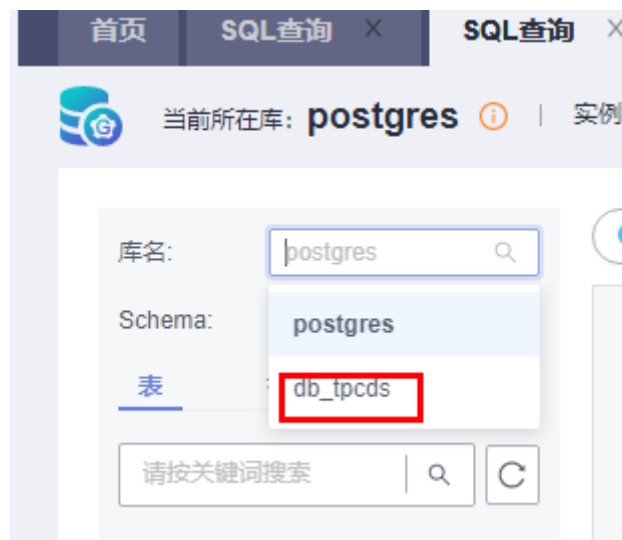 首页 SQL查询 SQL查询
当前所在库: postgres 实例
库名: postgres
Schema: postgres
表 db_tpcds
请按关键词搜索